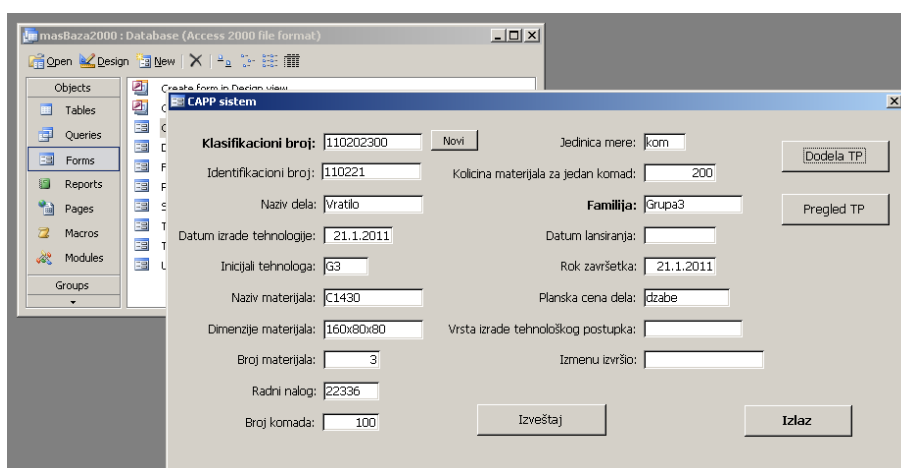 masBaza2000 : Database (Access 2000 file format)
Open Design New
Objects
Tables
Queries
Forms
Reports
Pages
Macros
Modules
Groups
Create form in Design view
CAPP sistem
Klasifikacioni broj: 110202300 Novi Jedinica mere: kom
Dodela TP
Identifikacioni broj: 110221 Kolicina materijala za jedan komad: 200
Naziv dela: Vratilo Familija: Grupa3 Pregled TP
Datum izrade tehnologije: 21.1.2011 Datum lansiranja:
Inicijali tehnologa: G3 Rok završetka: 21.1.2011
Naziv materijala: C1430 Planska cena dela: dzabe
Dimenzije materijala: 160x80x80 Vrsta izrade tehnološkog postupka:
Broj materijala: 3 Izmenu izvršio:
Radni nalog: 22336
Broj komada: 100 Izveštaj Izlaz